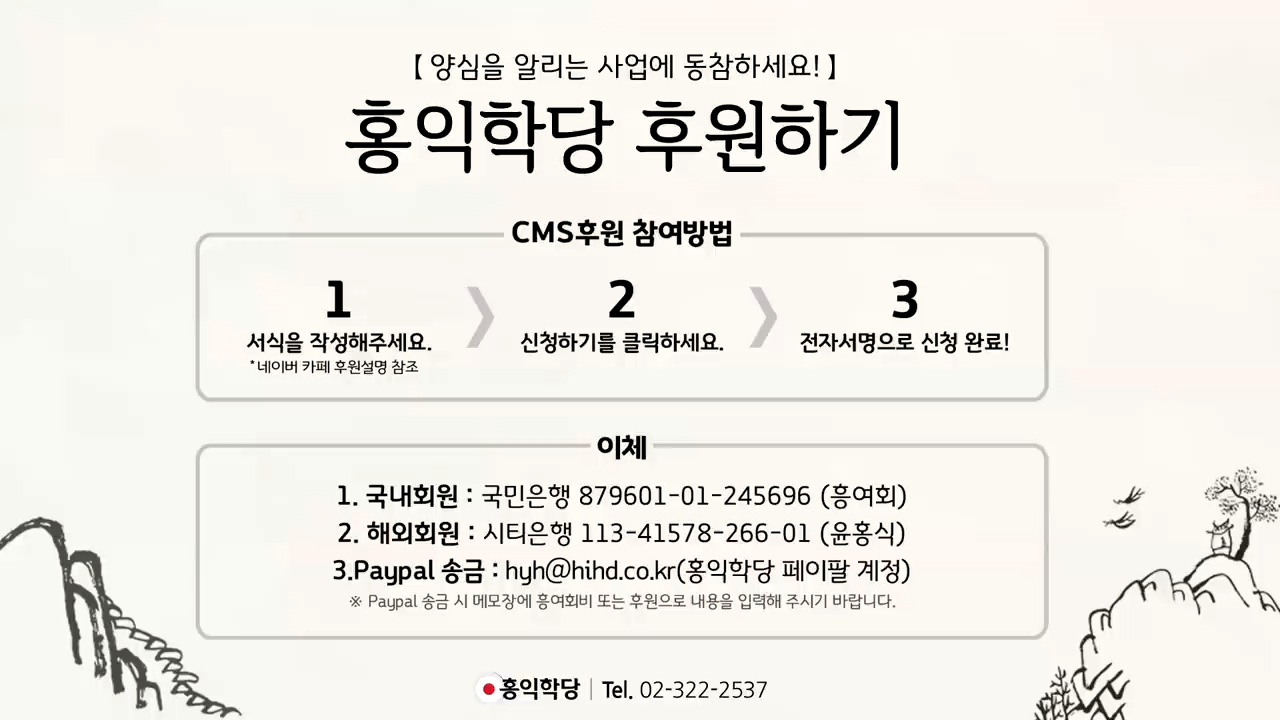 【 양심을 알리는 사업에 동참하세요! 】
홍익학당 후원하기
CMS후원 참여방법
1
서식을 작성해주세요.
*네이버 카페 후원설명 참조
2
신청하기를 클릭하세요.
3
전자서명으로 신청 완료!
이체
1. 국내회원 : 국민은행 879601-01-245696 (흥여회)
2. 해외회원 : 시티은행 113-41578-266-01 (윤홍식)
3.Paypal 송금 : hyh@hihd.co.kr(홍익학당 페이팔 계정)
※ Paypal 송금 시 메모장에 흥여회비 또는 후원으로 내용을 입력해 주시기 바랍니다.
홍익학당 | Tel. 02-322-2537